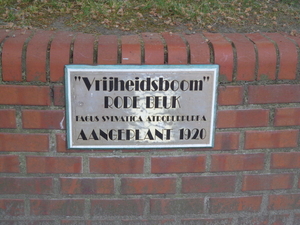 "Vrijheidsboom"
RODE BEUK
FAGUS SYLVATICA ATROPURPUREA
AANGEPLANT 1920